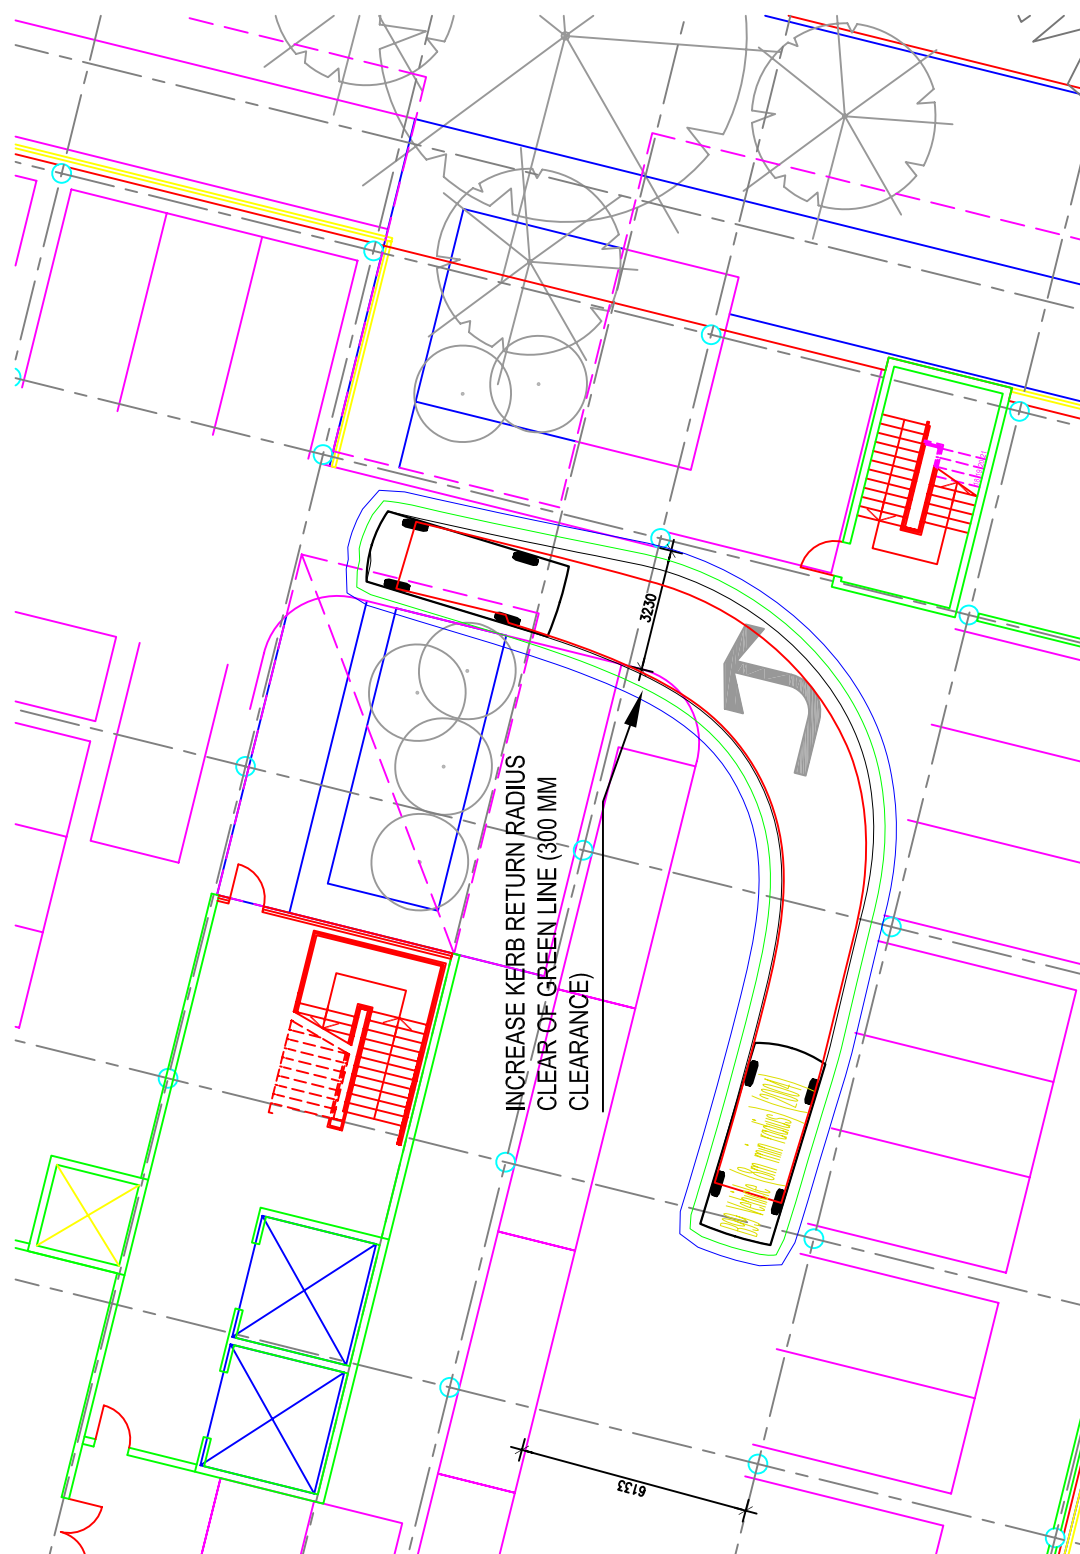 3230
INCREASE KERB RETURN RADIUS
CLEAR OF GREEN LINE (300 MM
CLEARANCE)
6133